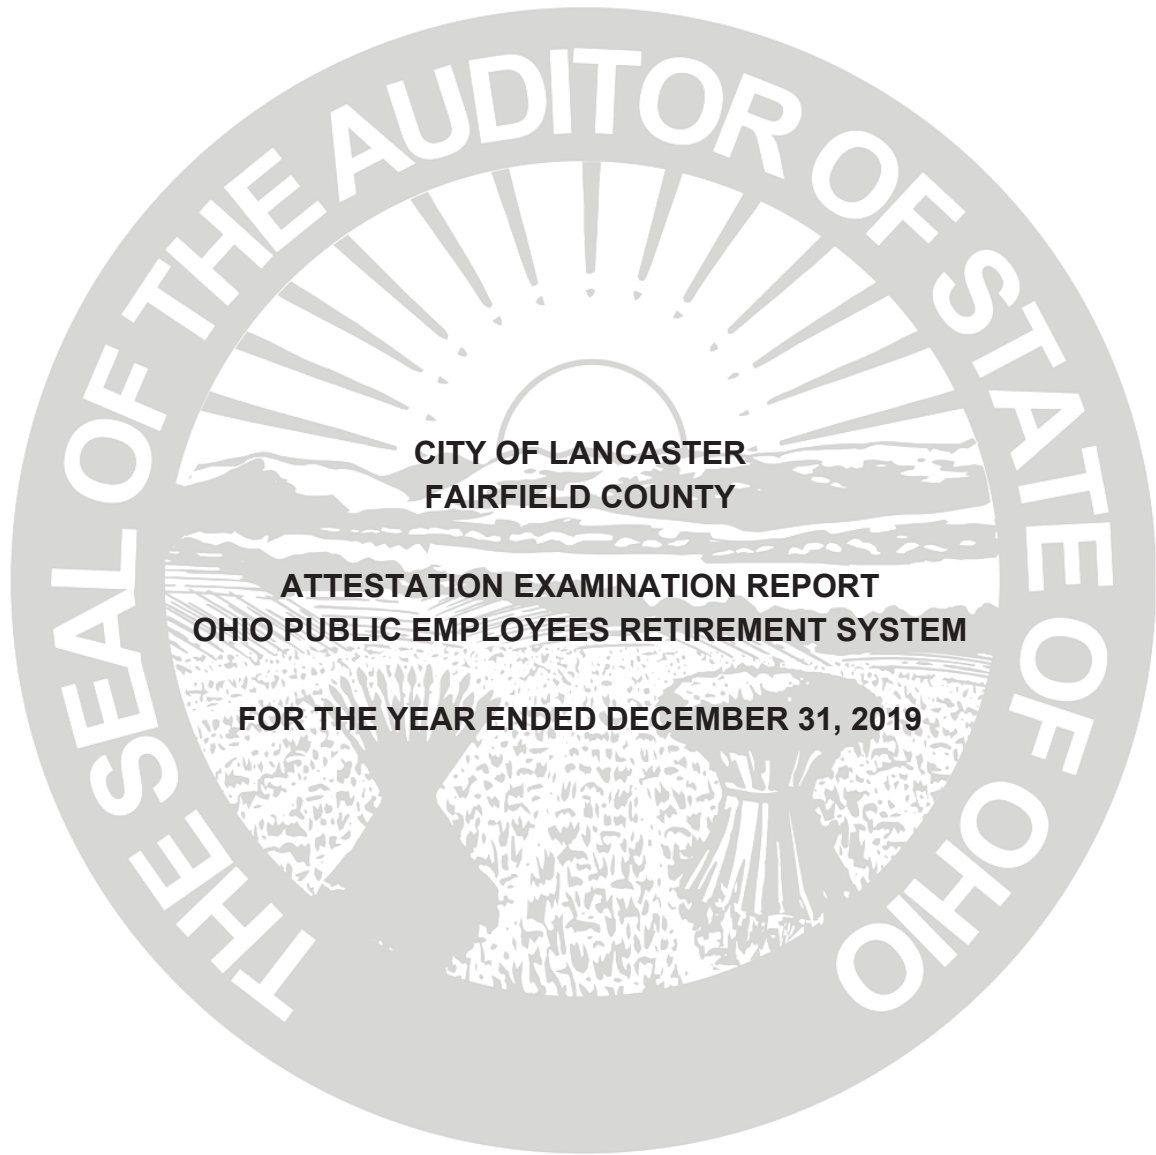 THE SEAL OF THE AUDITOR OF STATE OF OHIO
CITY OF LANCASTER
FAIRFIELD COUNTY
ATTESTATION EXAMINATION REPORT
OHIO PUBLIC EMPLOYEES RETIREMENT SYSTEM
FOR THE YEAR ENDED DECEMBER 31, 2019